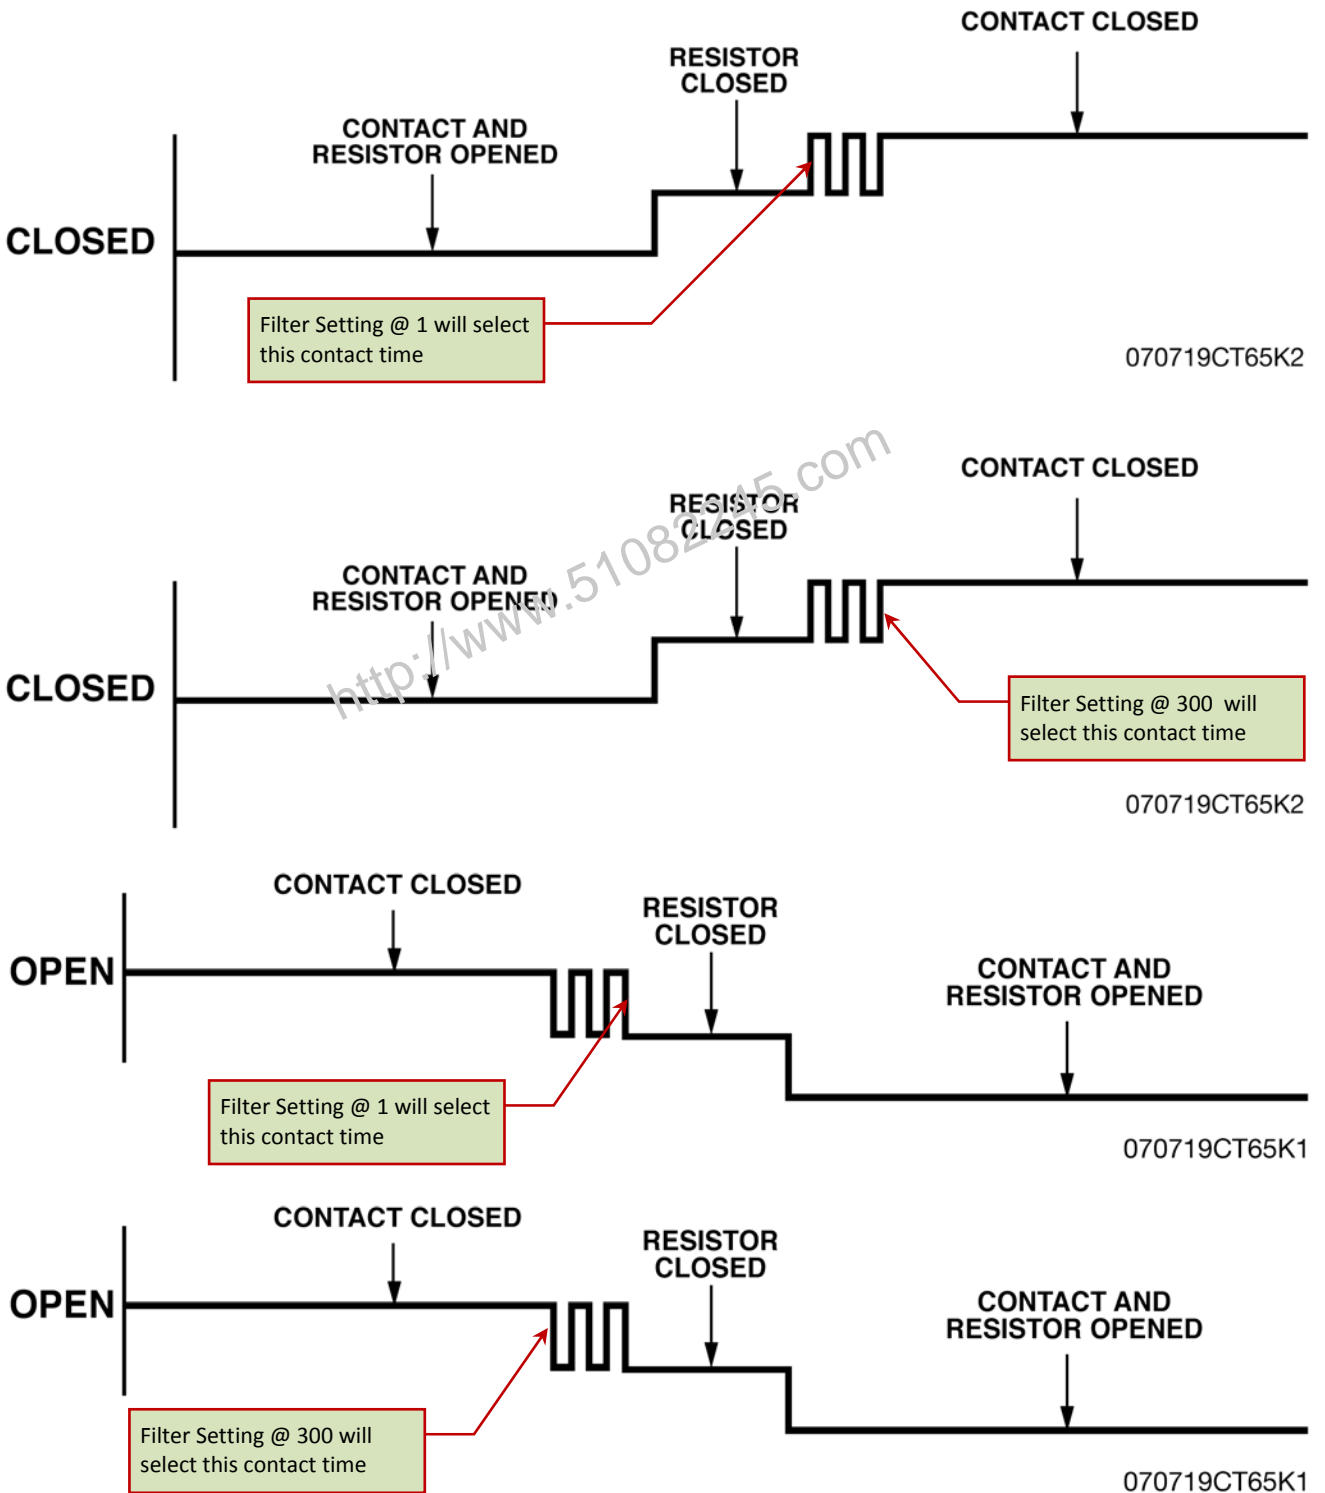 CONTACT CLOSED
RESISTOR
CLOSED
CONTACT AND
RESISTOR OPENED
CLOSED
Filter Setting @ 1 will select
this contact time
070719CT65K2
CONTACT CLOSED
RESISTOR
CLOSED
CONTACT AND
RESISTOR OPENED
http://www.51082245.com
CLOSED
Filter Setting @ 300 will
select this contact time
070719CT65K2
CONTACT CLOSED
RESISTOR
CLOSED
OPEN
CONTACT AND
RESISTOR OPENED
Filter Setting @ 1 will select
this contact time
070719CT65K1
CONTACT CLOSED
RESISTOR
CLOSED
OPEN
CONTACT AND
RESISTOR OPENED
Filter Setting @ 300 will
select this contact time
070719CT65K1